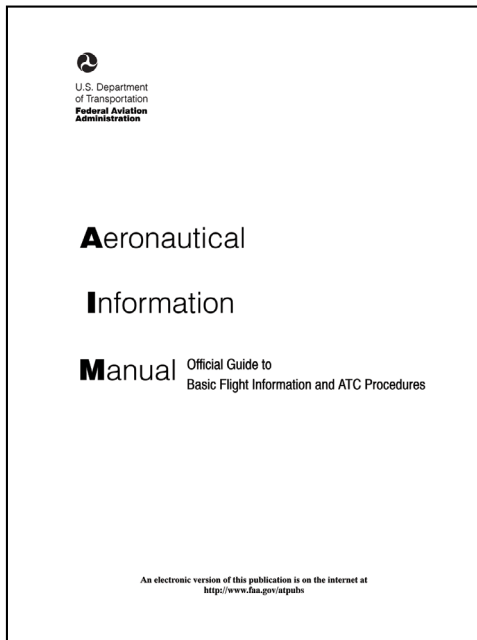 U.S. Department
of Transportation
Federal Aviation
Administration
Aeronautical
Information
Manual Official Guide to
Basic Flight Information and ATC Procedures
An electronic version of this publication is on the internet at
http://www.faa.gov/atpubs